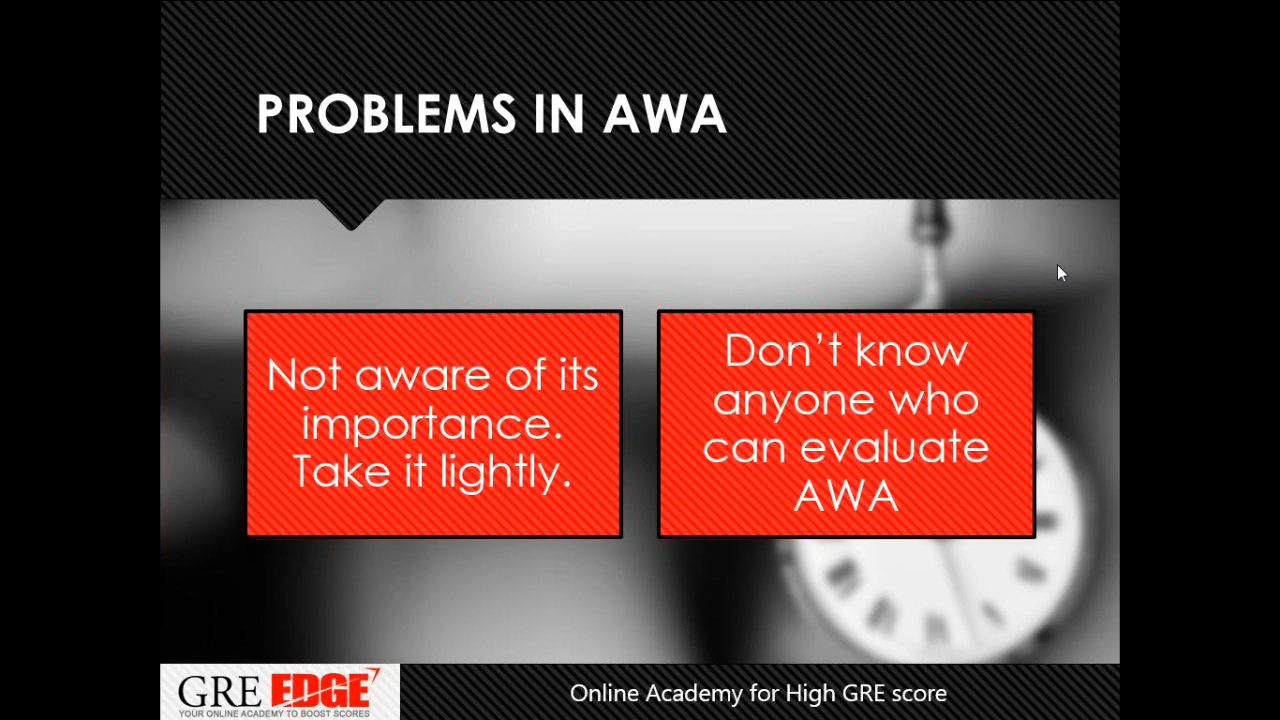 PROBLEMS IN AWA
Not aware of its
importance.
Take it lightly.
Don’t know
anyone who
can evaluate
AWA
GRE EDGE
YOUR ONLINE ACADEMY TO BOOST SCORES
Online Academy for High GRE score